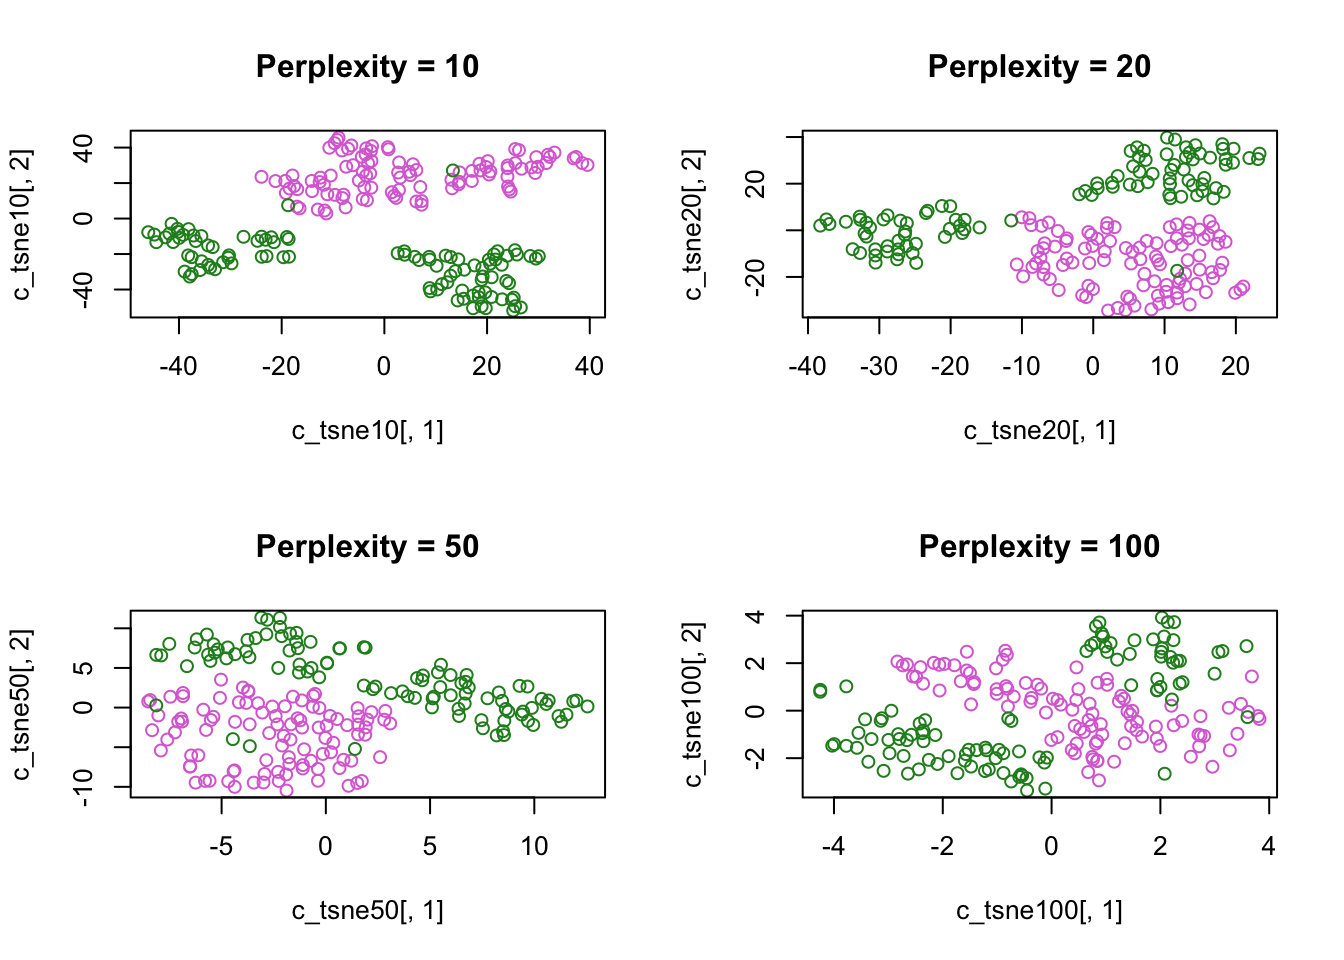 Perplexity = 10
c_tsne10[, 2]
40
0
-40
-40
-20
0
20
40
c_tsne10[, 1]
Perplexity = 20
c_tsne20[, 2]
20
-20
-40
-30
-20
-10
0
10
20
c_tsne20[, 1]
Perplexity = 50
c_tsne50[, 2]
5
0
-10
-5
0
5
10
c_tsne50[, 1]
Perplexity = 100
c_tsne100[, 2]
4
2
0
-2
-4
-2
0
2
4
c_tsne100[, 1]